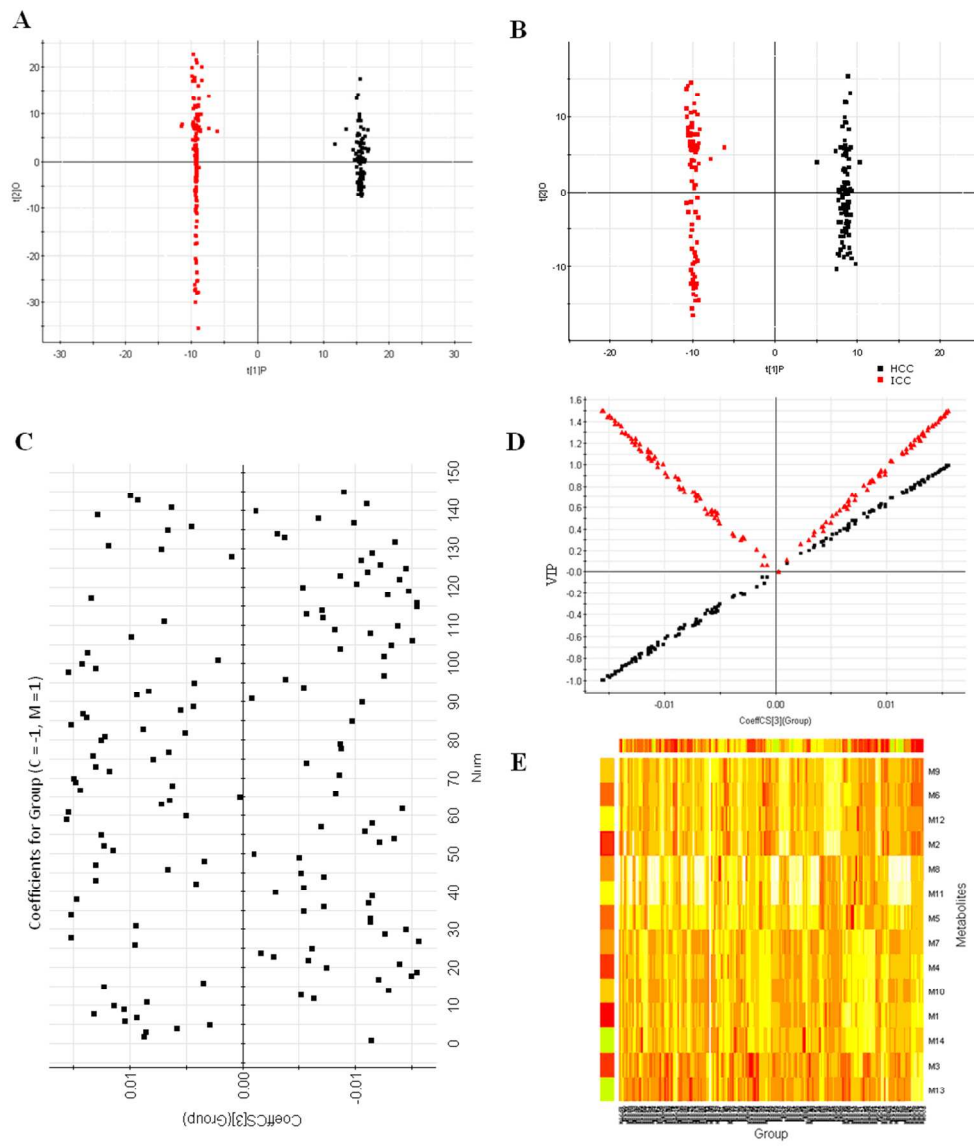 A
20
10
0
-10
-20
-30
t[2]O
-30
-20
-10
0
10
20
30
t[1]P
B
10
0
-10
t[2]O
-20
-10
0
10
20
t[1]P
HCC
ICC
C
Coefficients for Group (C = -1, M = 1)
0.01
0.00
-0.01
CoeffCS[3](Group)
0
10
20
30
40
50
60
70
80
90
100
110
120
130
140
150
Num
D
1.6
1.4
1.2
1.0
0.8
0.6
0.4
0.2
-0.0
-0.2
-0.4
-0.6
-0.8
-1.0
VIP
-0.01
0.00
0.01
CoeffCS[3](Group)
E
M9
M6
M12
M2
M8
M11
M5
M7
M4
M10
M1
M14
M3
M13
Metabolites
Group